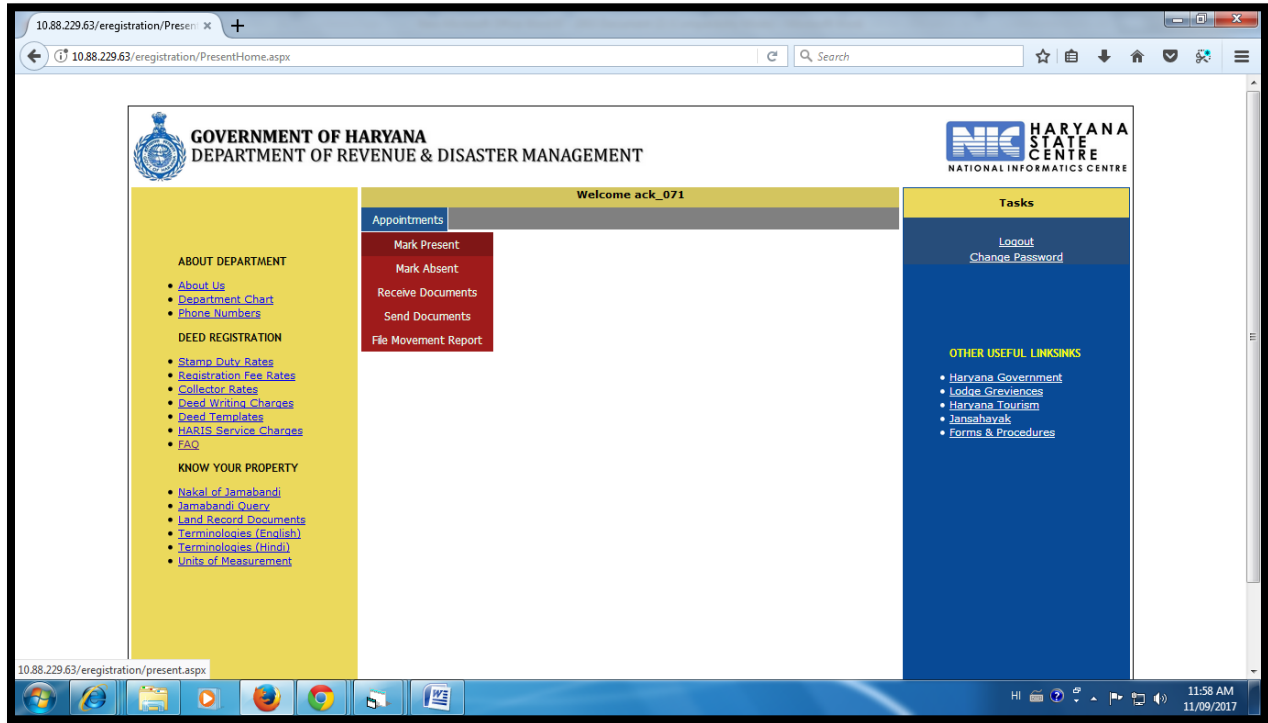 10.88.229.63/eregistration/Presen
10.88.229.63/eregistration/PresentHome.aspx
Search
GOVERNMENT OF HARYANA
DEPARTMENT OF REVENUE & DISASTER MANAGEMENT
NIC
HARYANA
STATE
CENTRE
NATIONAL INFORMATICS CENTRE
Welcome ack_071
Appointments
Mark Present
Mark Absent
Receive Documents
Send Documents
File Movement Report
ABOUT DEPARTMENT
About Us
Department Chart
Phone Numbers
DEED REGISTRATION
Stamp Duty Rates
Registration Fee Rates
Collector Rates
Deed Writing Charges
Deed Templates
HARIS Service Charges
FAQ
KNOW YOUR PROPERTY
Nakal of Jamabandi
Jamabandi Query
Land Record Documents
Terminologies (English)
Terminologies (Hindi)
Units of Measurement
Tasks
Logout
Change Password
OTHER USEFUL LINKSINKS
Haryana Government
Lodge Greviences
Haryana Tourism
Jansahayak
Forms & Procedures
10.88.229.63/eregistration/present.aspx
HI
11:58 AM
11/09/2017